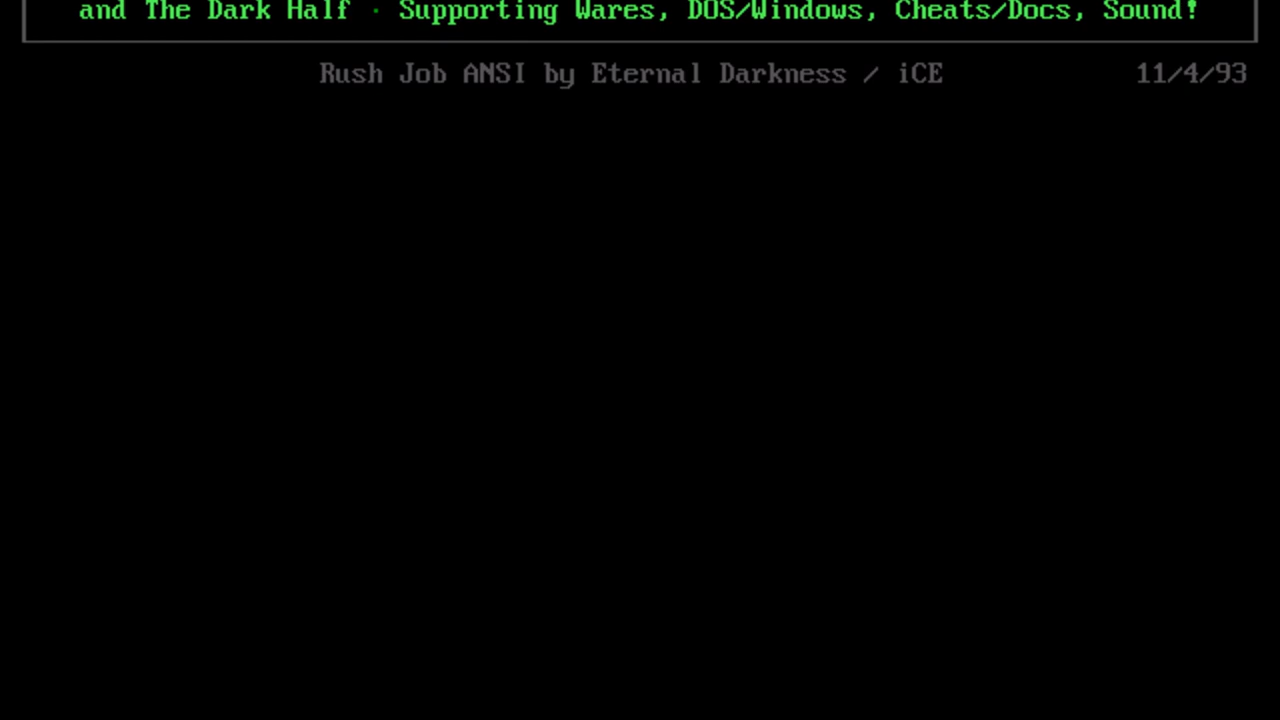 and The Dark Half · Supporting Wares, DOS/Windows, Cheats/Docs, Sound!
Rush Job ANSI by Eternal Darkness / iCE 11/4/93